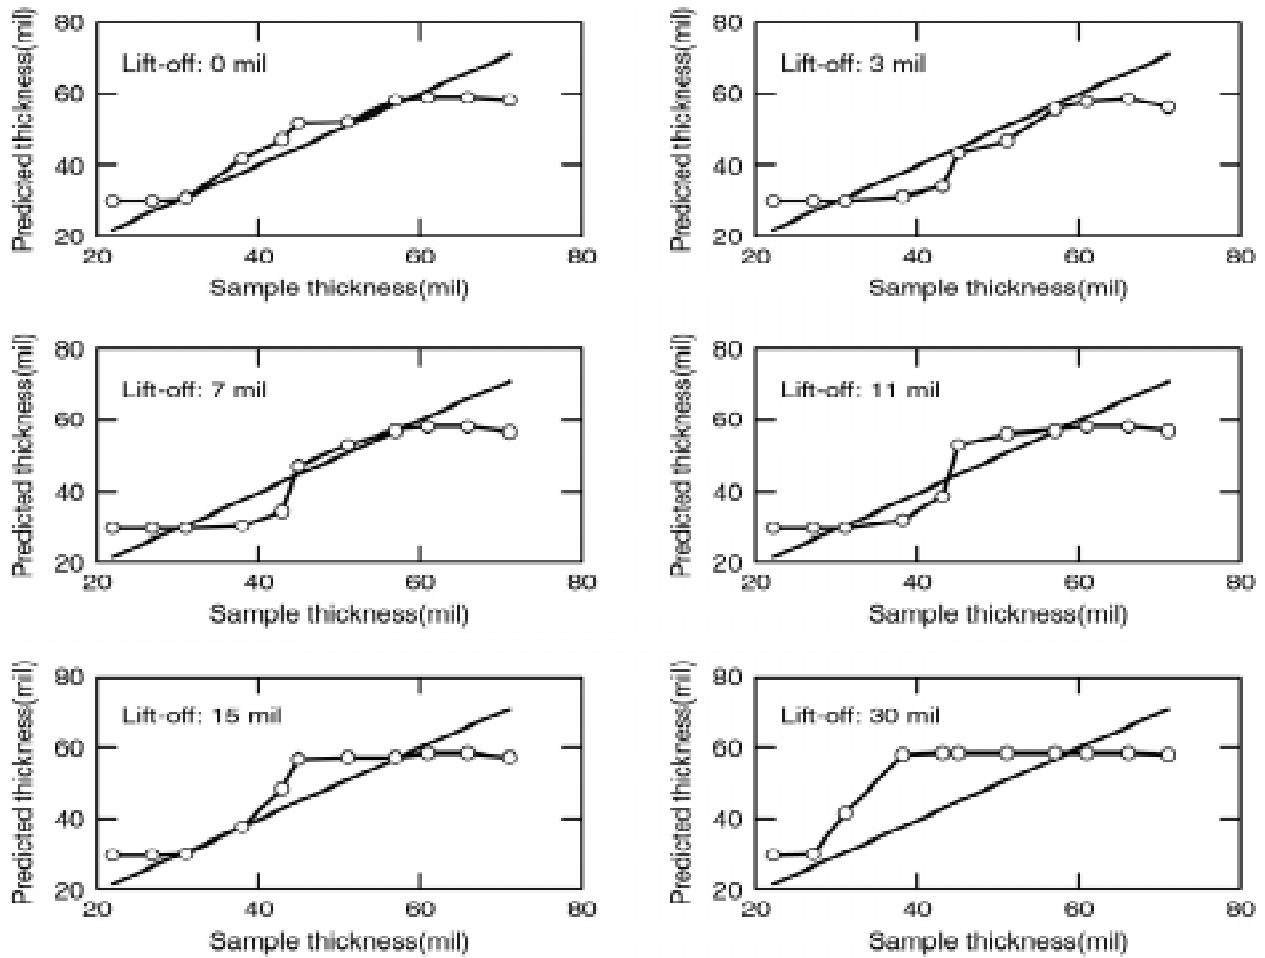 80
Lift-off: 0 mil
60
40
20
Predicted thickness(mil)
20 40 60 80
Sample thickness(mil)
80
Lift-off: 3 mil
60
40
20
Predicted thickness(mil)
20 40 60 80
Sample thickness(mil)
80
Lift-off: 7 mil
60
40
20
Predicted thickness(mil)
20 40 60 80
Sample thickness(mil)
80
Lift-off: 11 mil
60
40
20
Predicted thickness(mil)
20 40 60 80
Sample thickness(mil)
80
Lift-off: 15 mil
60
40
20
Predicted thickness(mil)
20 40 60 80
Sample thickness(mil)
80
Lift-off: 30 mil
60
40
20
Predicted thickness(mil)
20 40 60 80
Sample thickness(mil)